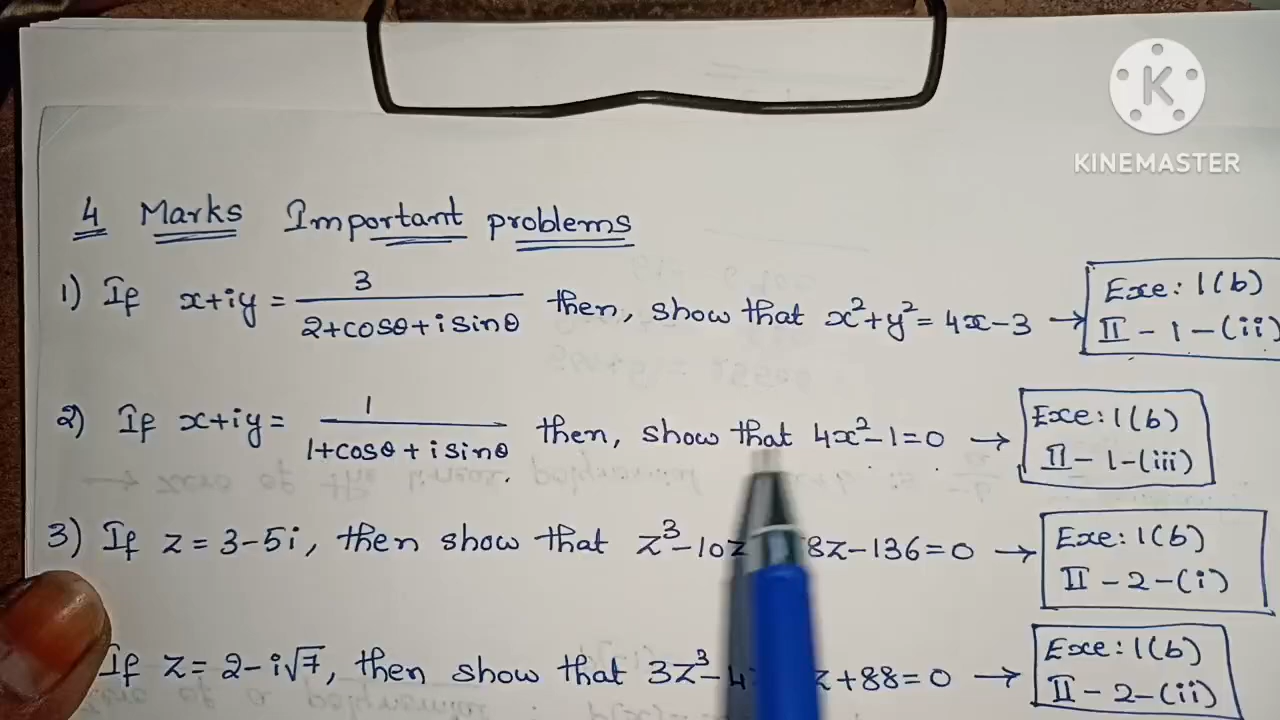 KINEMASTER
4 Marks Important problems
1) If x+iy = 3/(2+cosθ+isinθ) then, show that x²+y² = 4x-3 → Exe: 1(b)
II-1-(ii)
2) If x+iy = 1/(1+cosθ+isinθ) then, show that 4x²-1=0 → Exe: 1(b)
II-1-(iii)
3) If z = 3-5i, then show that z³-10z 8z-136=0 → Exe: 1(b)
II-2-(i)
If z = 2-i√7, then show that 3z³-4 z+88=0 → Exe: 1(b)
II-2-(ii)